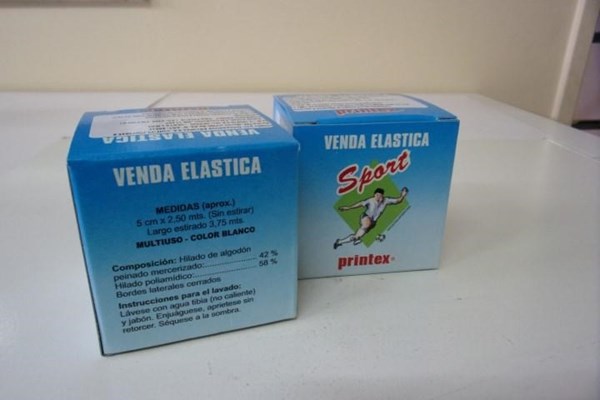 VENDA ELASTICA
MEDIDAS (aprox.)
5 cm x 2,50 mts. (Sin estirar)
Largo estirado 3,75 mts.
MULTIUSO - COLOR BLANCO
Composición: Hilado de algodón
peinado mercerizado: 42 %
Hilado poliamídico: 58 %
Bordes laterales cerrados
Instrucciones para el lavado:
Lávese con agua tibia (no caliente)
y jabón. Enjuáguese, aprietese sin
retorcer. Séquese a la sombra.
VENDA ELASTICA
Sport
printex